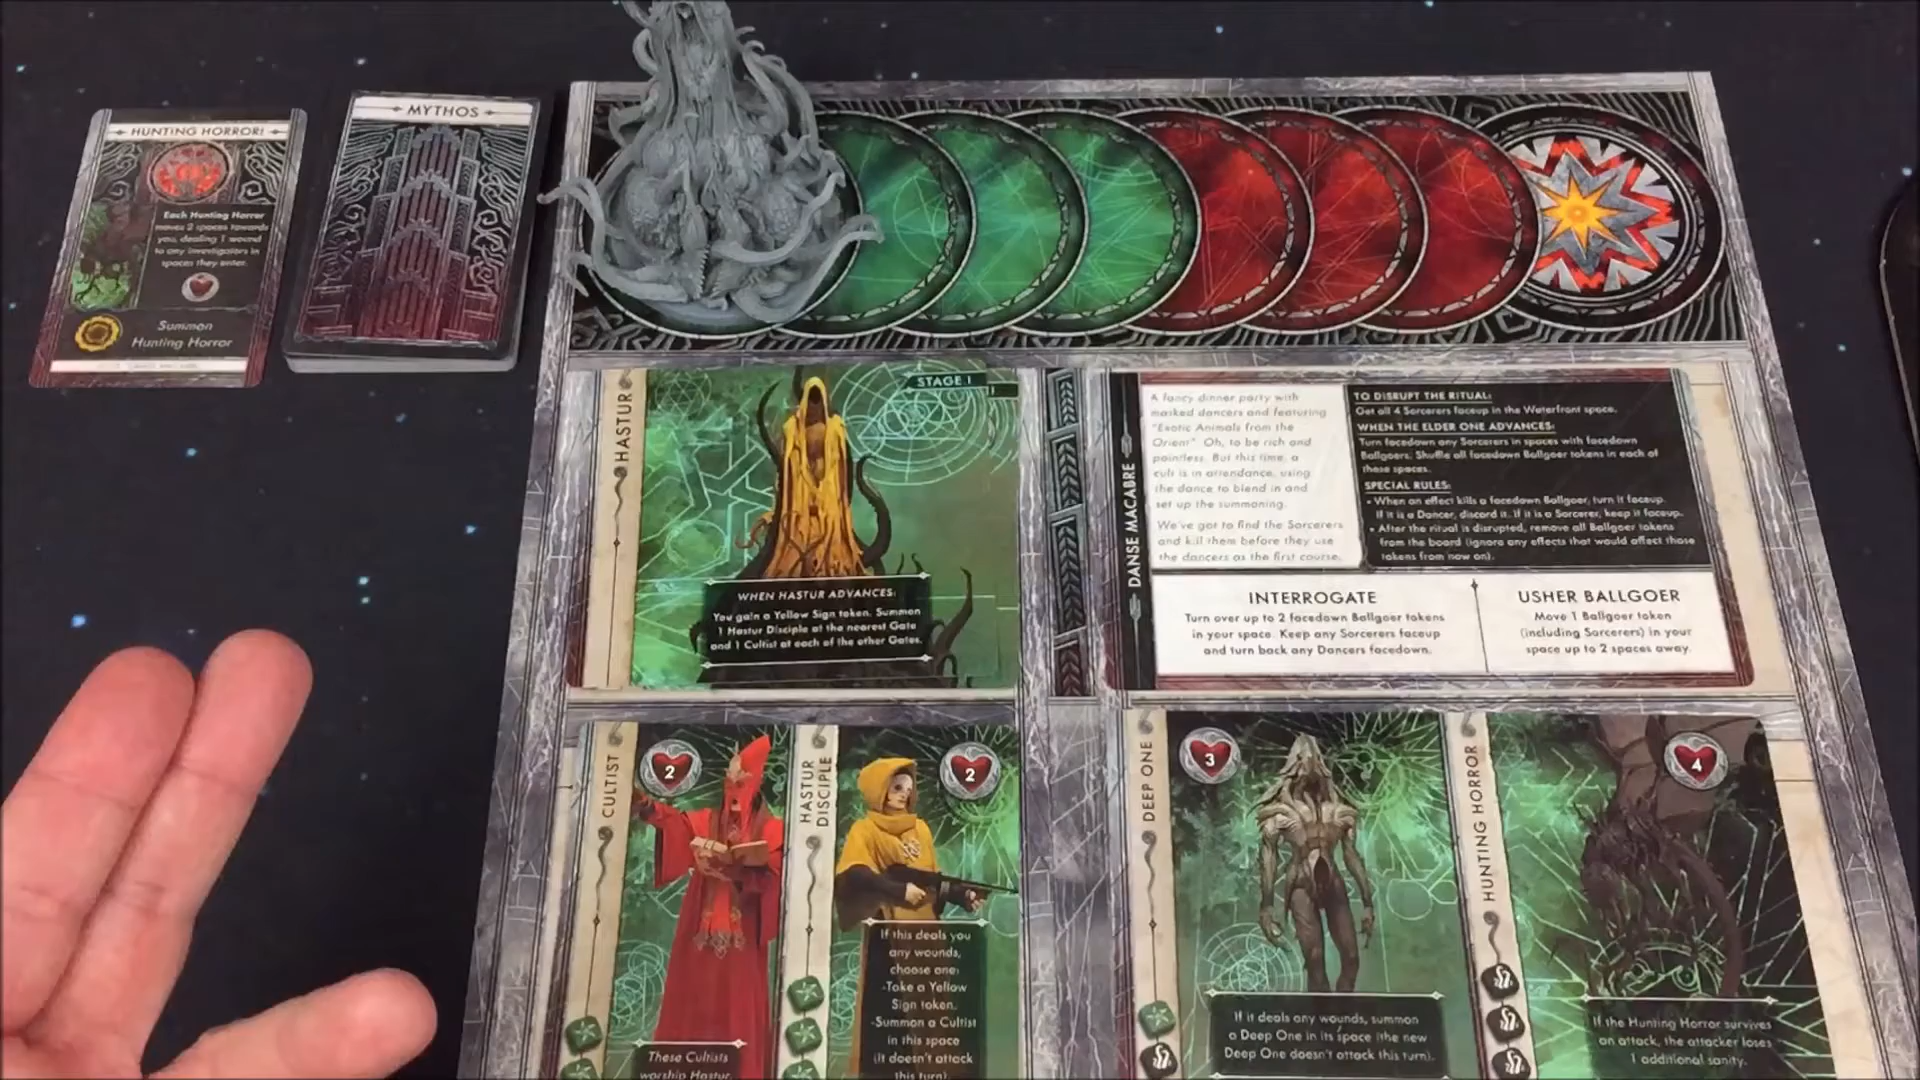 HUNTING HORROR!
Each Hunting Horror
moves 2 spaces towards
you, dealing 1 wound
to any investigators in
spaces they enter.
Summon
Hunting Horror
MYTHOS
HASTUR
STAGE 1
WHEN HASTUR ADVANCES:
You gain a Yellow Sign token. Summon
1 Hastur Disciple at the nearest Gate
and 1 Cultist at each of the other Gates.
DANSE MACABRE
A fancy dinner party with
masked dancers and featuring
"Exotic Animals from the
Orient" Oh, to be rich and
pointless. But this time, a
cult is in attendance, using
the dance to blend in and
set up the summoning.
We've got to find the Sorcerers
and kill them before they use
the dancers as the first course.
TO DISRUPT THE RITUAL:
Get all 4 Sorcerers faceup in the Waterfront space.
WHEN THE ELDER ONE ADVANCES:
Turn facedown any Sorcerers in spaces with facedown
Ballgoers. Shuffle all facedown Ballgoer tokens in each of
these spaces.
SPECIAL RULES:
• When an effect kills a facedown Ballgoer, turn it faceup.
If it is a Dancer, discard it. If it is a Sorcerer, keep it faceup.
• After the ritual is disrupted, remove all Ballgoer tokens
from the board (ignore any effects that would affect those
tokens from now on).
INTERROGATE
Turn over up to 2 facedown Ballgoer tokens
in your space. Keep any Sorcerers faceup
and turn back any Dancers facedown.
USHER BALLGOER
Move 1 Ballgoer token
(including Sorcerers) in your
space up to 2 spaces away.
CULTIST
2
These Cultists
worship Hastur.
HASTUR
DISCIPLE
2
If this deals you
any wounds,
choose one:
-Take a Yellow
Sign token.
-Summon a Cultist
in this space
(it doesn't attack
this turn).
DEEP ONE
3
If it deals any wounds, summon
a Deep One in its space (the new
Deep One doesn't attack this turn).
HUNTING HORROR
4
If the Hunting Horror survives
an attack, the attacker loses
1 additional sanity.